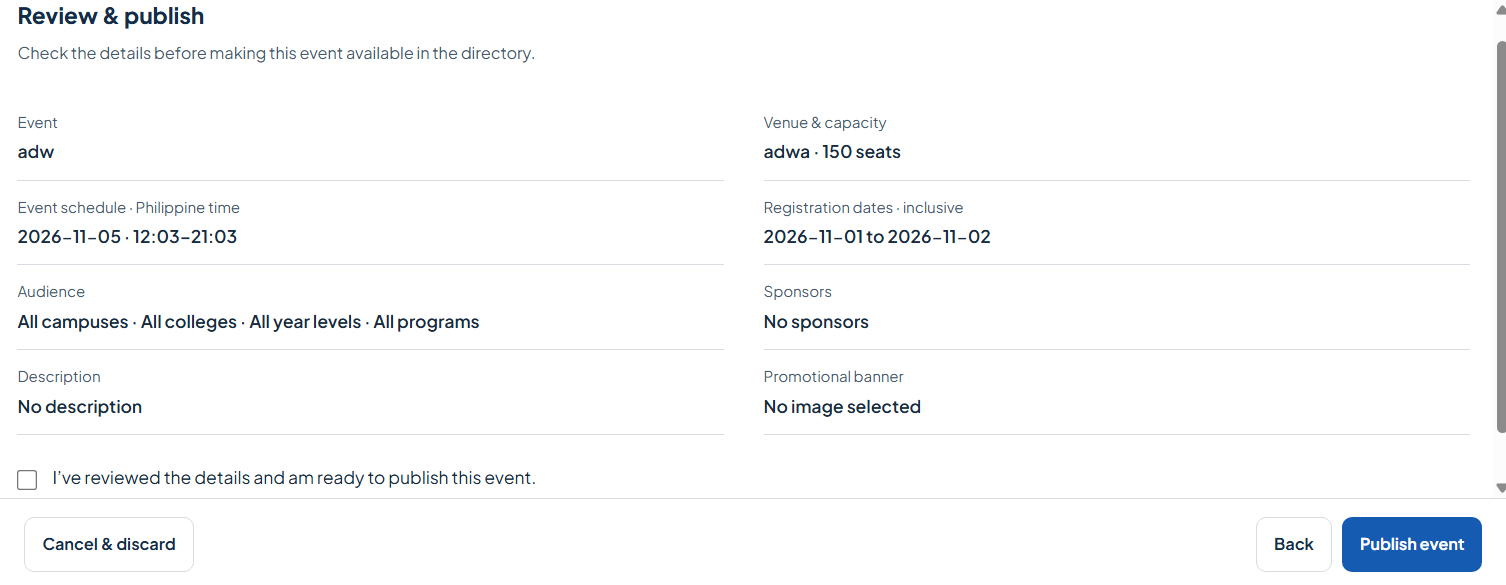 Review & publish
Check the details before making this event available in the directory.
Event
adw
Venue & capacity
adwa · 150 seats
Event schedule · Philippine time
2026-11-05 · 12:03–21:03
Registration dates · inclusive
2026-11-01 to 2026-11-02
Audience
All campuses · All colleges · All year levels · All programs
Sponsors
No sponsors
Description
No description
Promotional banner
No image selected
I’ve reviewed the details and am ready to publish this event.
Cancel & discard
Back
Publish event